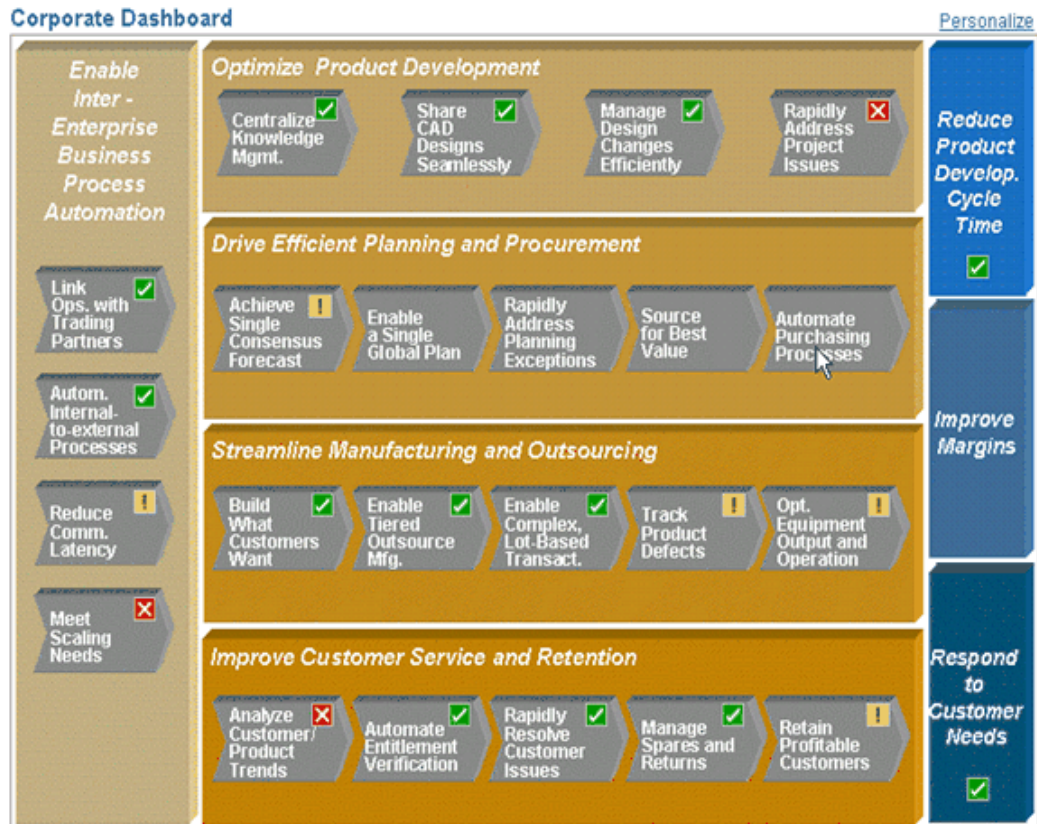 Corporate Dashboard
Personalize
Enable
Inter -
Enterprise
Business
Process
Automation
Link
Ops. with
Trading
Partners
Autom.
Internal-
to-external
Processes
Reduce
Comm.
Latency
Meet
Scaling
Needs
Optimize Product Development
Centralize
Knowledge
Mgmt.
Share
CAD
Designs
Seamlessly
Manage
Design
Changes
Efficiently
Rapidly
Address
Project
Issues
Drive Efficient Planning and Procurement
Achieve
Single
Consensus
Forecast
Enable
a Single
Global Plan
Rapidly
Address
Planning
Exceptions
Source
for Best
Value
Automate
Purchasing
Processes
Streamline Manufacturing and Outsourcing
Build
What
Customers
Want
Enable
Tiered
Outsource
Mfg.
Enable
Complex,
Lot-Based
Transact.
Track
Product
Defects
Opt.
Equipment
Output and
Operation
Improve Customer Service and Retention
Analyze
Customer/
Product
Trends
Automate
Entitlement
Verification
Rapidly
Resolve
Customer
Issues
Manage
Spares and
Returns
Retain
Profitable
Customers
Reduce
Product
Develop.
Cycle
Time
Improve
Margins
Respond
to
Customer
Needs